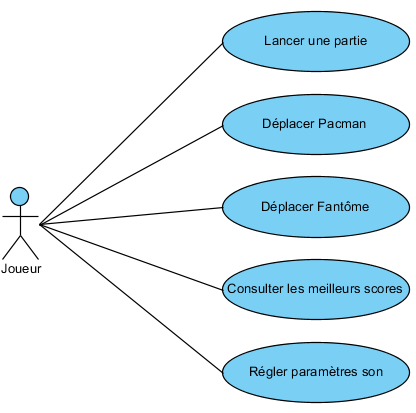 Lancer une partie
Déplacer Pacman
Déplacer Fantôme
Joueur
Consulter les meilleurs scores
Régler paramètres son